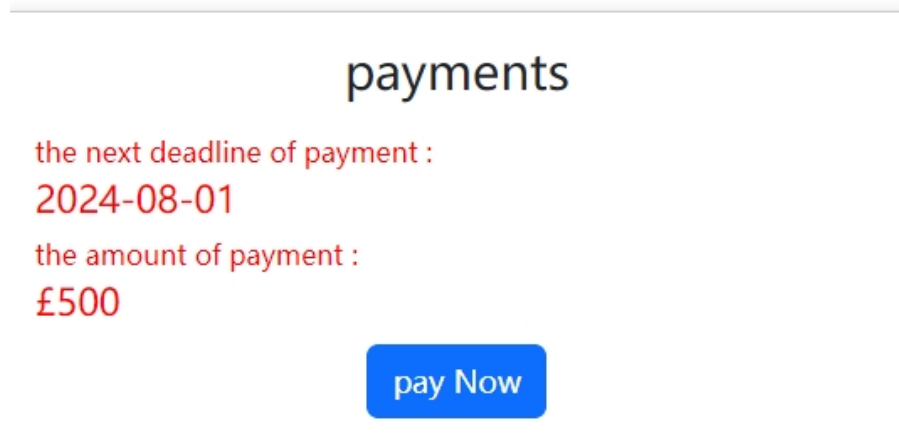 payments
the next deadline of payment :
2024-08-01
the amount of payment :
£500
pay Now